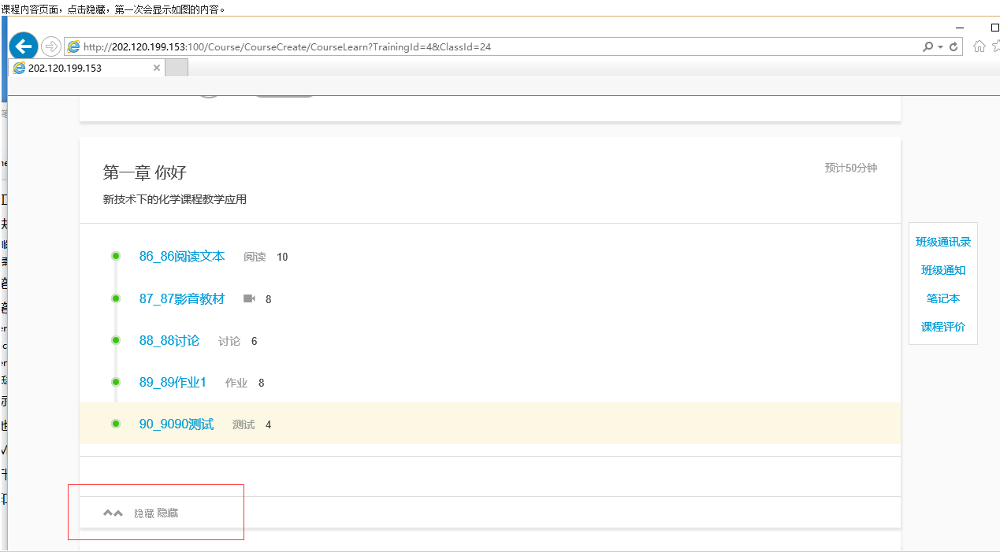 课程内容页面，点击隐藏，第一次会显示如图的内容。
http://202.120.199.153:100/Course/CourseCreate/CourseLearn?TrainingId=4&ClassId=24
202.120.199.153
第一章 你好
预计50分钟
新技术下的化学课程教学应用
86_86阅读文本 阅读 10
87_87影音教材 8
88_88讨论 讨论 6
89_89作业1 作业 8
90_9090测试 测试 4
班级通讯录
班级通知
笔记本
课程评价
隐藏 隐藏